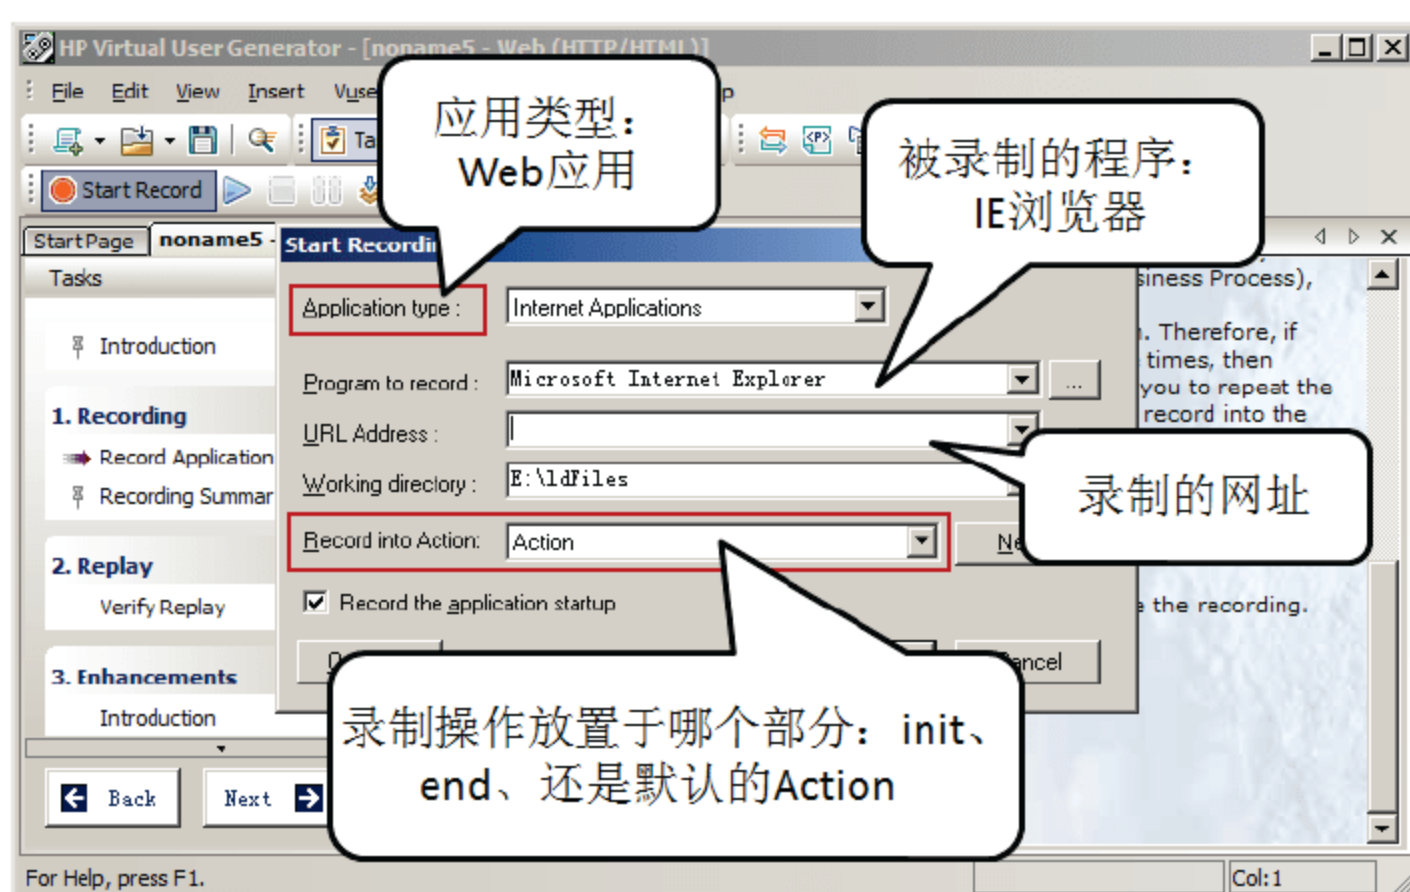 HP Virtual User Generator - [noname5 - Web (HTTP/HTML)]
File Edit View Insert
应用类型：
Web应用
被录制的程序：
IE浏览器
Start Record
Start Page noname5 -
Start Recordin
Tasks
Application type : Internet Applications
siness Process),
Introduction
. Therefore, if
times, then
Program to record : Microsoft Internet Explorer ...
you to repeat the
1. Recording
record into the
URL Address :
Record Application
Working directory : E:\ldFiles
录制的网址
Recording Summar
Record into Action: Action
2. Replay
Verify Replay
Record the application startup
the recording.
ancel
3. Enhancements
Introduction
录制操作放置于哪个部分：init、
end、还是默认的Action
Back Next
For Help, press F1.
Col:1